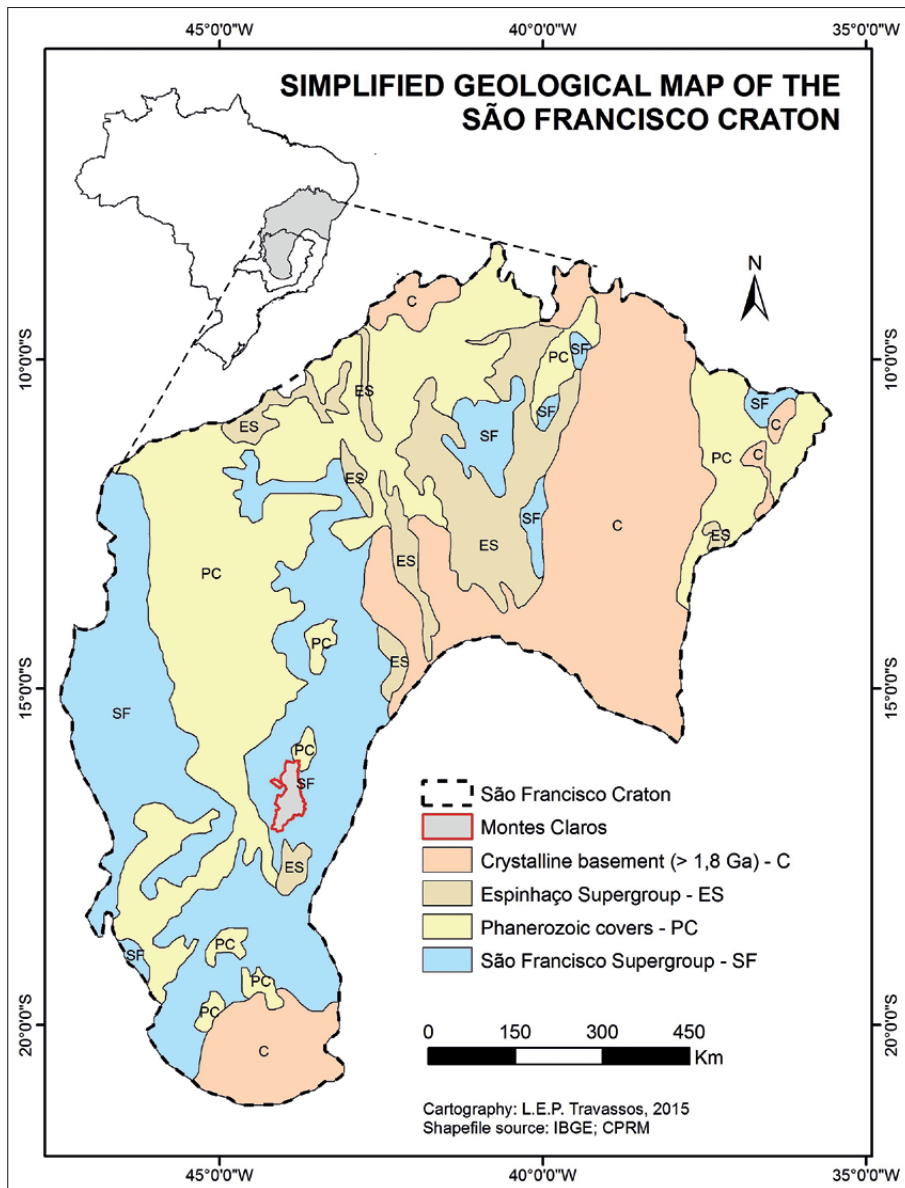 45°0'0"W
40°0'0"W
35°0'0"W
SIMPLIFIED GEOLOGICAL MAP OF THE
SÃO FRANCISCO CRATON
N
10°0'0"S
15°0'0"S
20°0'0"S
10°0'0"S
15°0'0"S
20°0'0"S
C
PC
SF
ES
ES
SF
SF
SF
C
PC
C
ES
ES
SF
C
ES
ES
PC
ES
PC
ES
SF
PC
SF
ES
PC
SF
PC
PC
C
São Francisco Craton
Montes Claros
Crystalline basement (> 1,8 Ga) - C
Espinhaço Supergroup - ES
Phanerozoic covers - PC
São Francisco Supergroup - SF
0 150 300 450
Km
Cartography: L.E.P. Travassos, 2015
Shapefile source: IBGE; CPRM
45°0'0"W
40°0'0"W
35°0'0"W